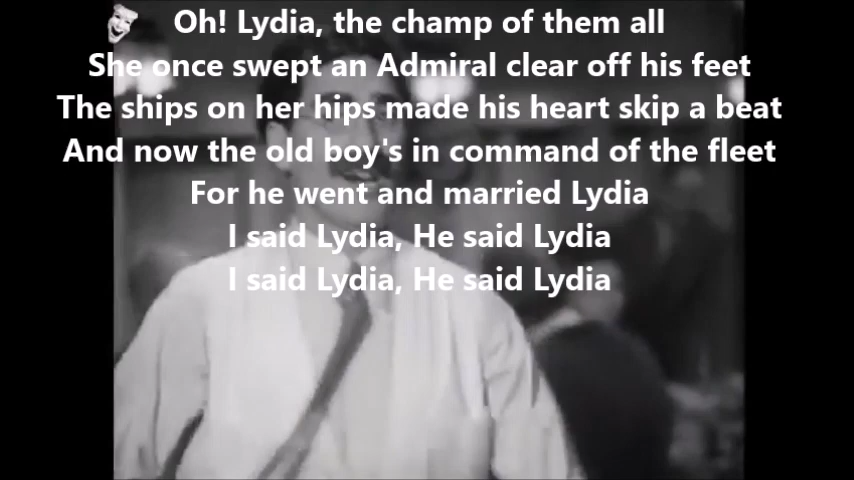 Oh! Lydia, the champ of them all
She once swept an Admiral clear off his feet
The ships on her hips made his heart skip a beat
And now the old boy's in command of the fleet
For he went and married Lydia
I said Lydia, He said Lydia
I said Lydia, He said Lydia